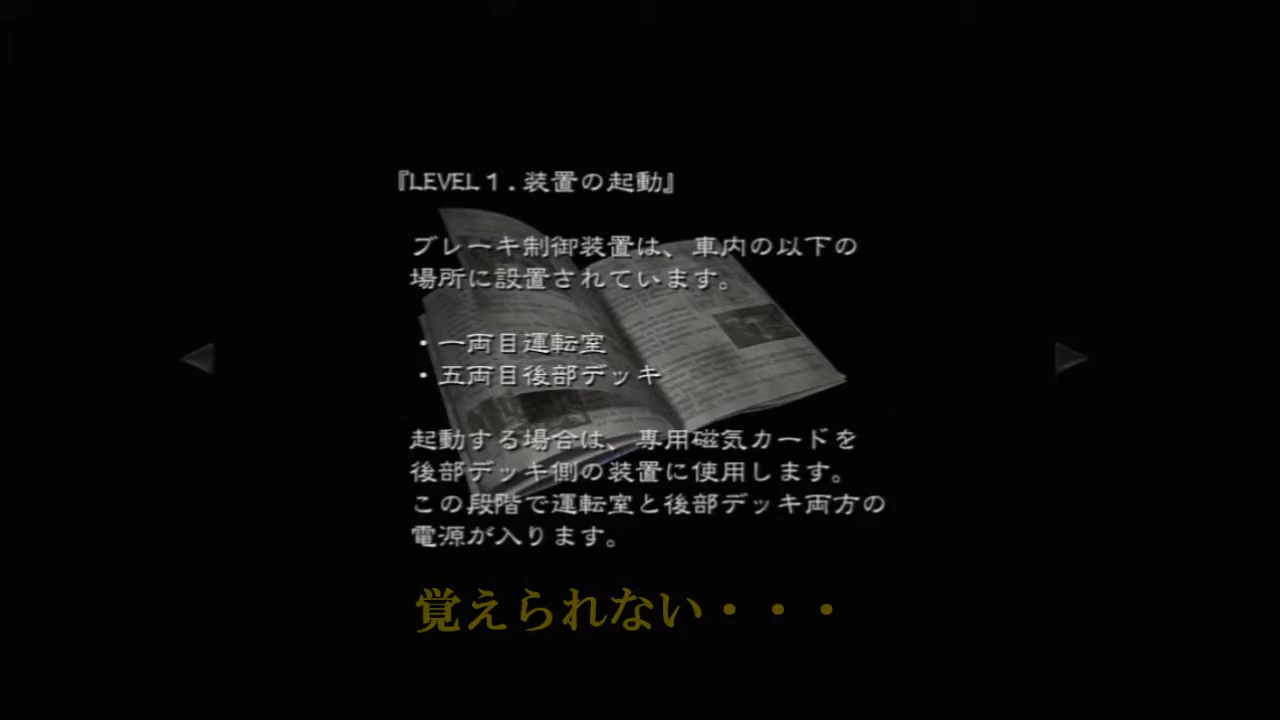 『LEVEL１.装置の起動』
ブレーキ制御装置は、車内の以下の
場所に設置されています。
・一両目運転室
・五両目後部デッキ
起動する場合は、専用磁気カードを
後部デッキ側の装置に使用します。
この段階で運転室と後部デッキ両方の
電源が入ります。
覚えられない・・・